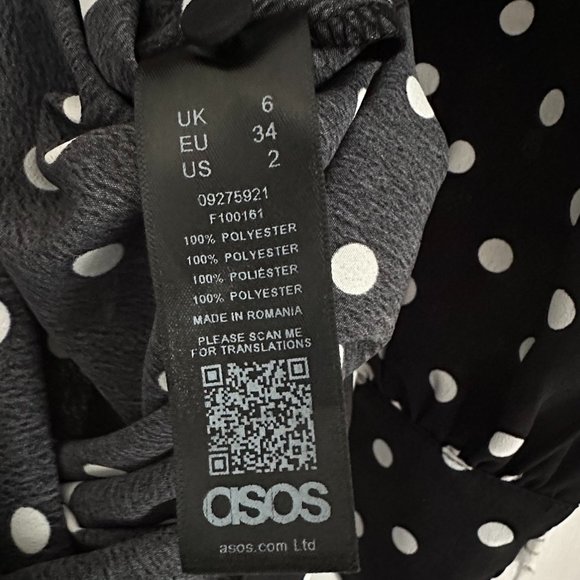 UK 6
EU 34
US 2
09275921
F100161
100% POLYESTER
100% POLYESTER
100% POLIÉSTER
100% POLYESTER
MADE IN ROMANIA
PLEASE SCAN ME
FOR TRANSLATIONS
asos
asos.com Ltd